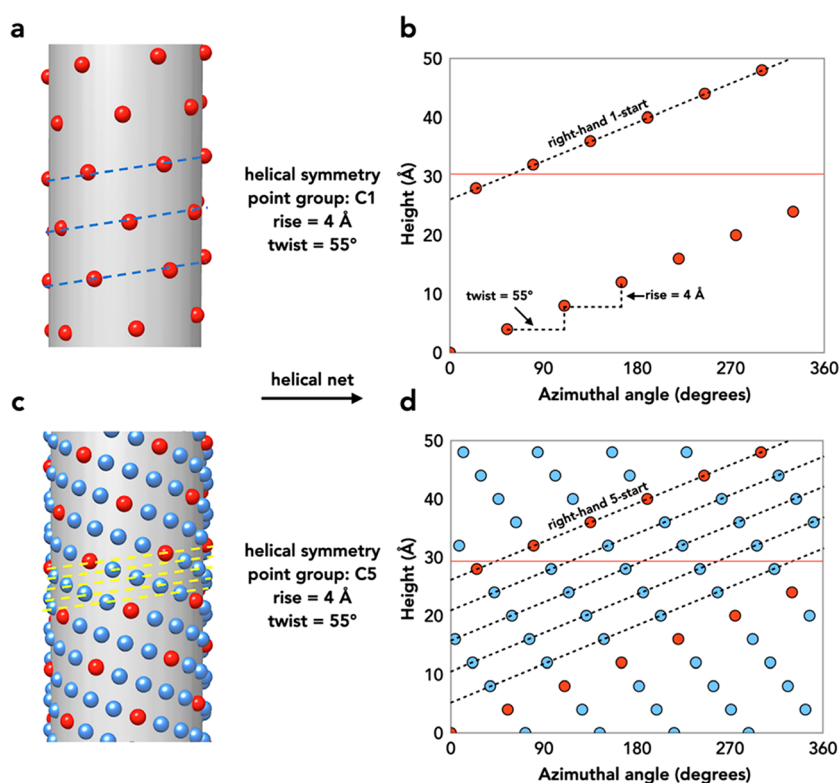 a
b
helical symmetry
point group: C1
rise = 4 Å
twist = 55°
Height (Å)
50
40
30
20
10
0
right-hand 1-start
twist = 55°
rise = 4 Å
0
90
180
270
360
Azimuthal angle (degrees)
helical net
c
d
helical symmetry
point group: C5
rise = 4 Å
twist = 55°
Height (Å)
50
40
30
20
10
0
right-hand 5-start
0
90
180
270
360
Azimuthal angle (degrees)